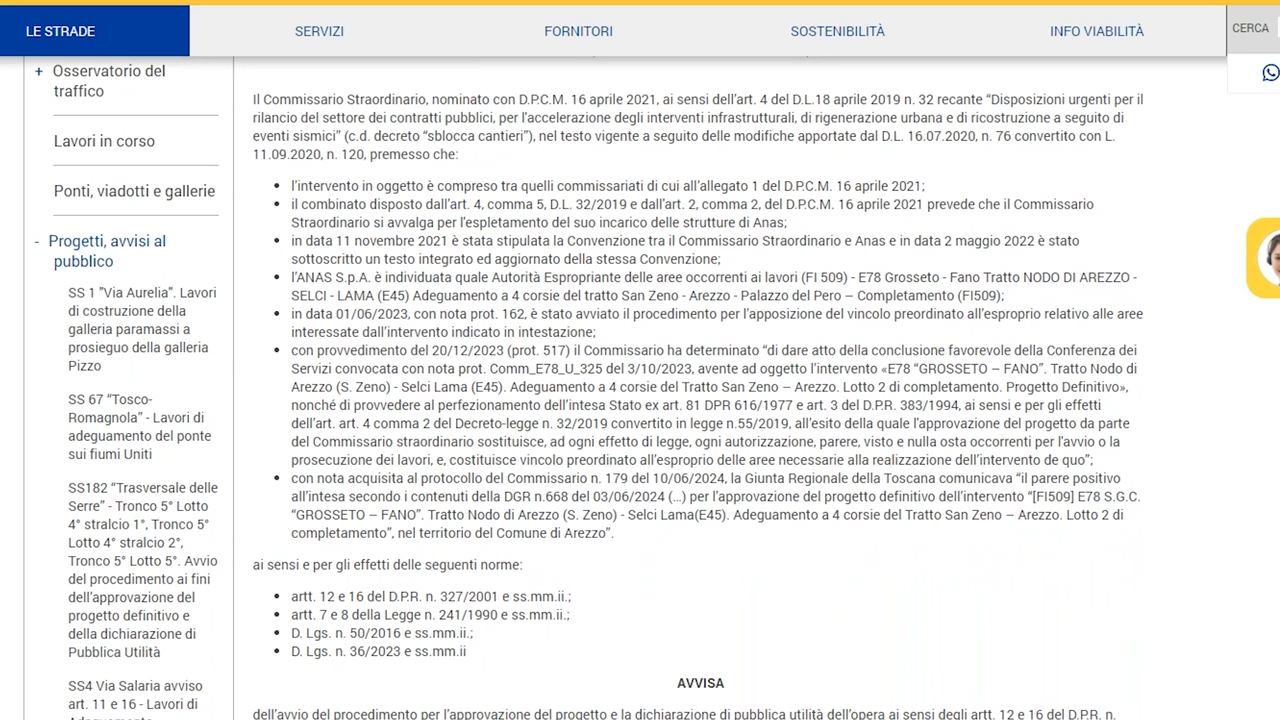 LE STRADE
SERVIZI
FORNITORI
SOSTENIBILITÀ
INFO VIABILITÀ
CERCA
+ Osservatorio del
traffico
Lavori in corso
Ponti, viadotti e gallerie
- Progetti, avvisi al
pubblico
SS 1 "Via Aurelia". Lavori
di costruzione della
galleria paramassi a
prosieguo della galleria
Pizzo
SS 67 “Tosco-
Romagnola” - Lavori di
adeguamento del ponte
sui fiumi Uniti
SS182 “Trasversale delle
Serre” - Tronco 5° Lotto
4° stralcio 1°, Tronco 5°
Lotto 4° stralcio 2°,
Tronco 5° Lotto 5°. Avvio
del procedimento ai fini
dell’approvazione del
progetto definitivo e
della dichiarazione di
Pubblica Utilità
SS4 Via Salaria avviso
art. 11 e 16 - Lavori di
Il Commissario Straordinario, nominato con D.P.C.M. 16 aprile 2021, ai sensi dell’art. 4 del D.L.18 aprile 2019 n. 32 recante “Disposizioni urgenti per il
rilancio del settore dei contratti pubblici, per l'accelerazione degli interventi infrastrutturali, di rigenerazione urbana e di ricostruzione a seguito di
eventi sismici” (c.d. decreto “sblocca cantieri”), nel testo vigente a seguito delle modifiche apportate dal D.L. 16.07.2020, n. 76 convertito con L.
11.09.2020, n. 120, premesso che:
• l’intervento in oggetto è compreso tra quelli commissariati di cui all’allegato 1 del D.P.C.M. 16 aprile 2021;
• il combinato disposto dall’art. 4, comma 5, D.L. 32/2019 e dall’art. 2, comma 2, del D.P.C.M. 16 aprile 2021 prevede che il Commissario
Straordinario si avvalga per l’espletamento del suo incarico delle strutture di Anas;
• in data 11 novembre 2021 è stata stipulata la Convenzione tra il Commissario Straordinario e Anas e in data 2 maggio 2022 è stato
sottoscritto un testo integrato ed aggiornato della stessa Convenzione;
• l’ANAS S.p.A. è individuata quale Autorità Espropriante delle aree occorrenti ai lavori (FI 509) - E78 Grosseto - Fano Tratto NODO DI AREZZO -
SELCI - LAMA (E45) Adeguamento a 4 corsie del tratto San Zeno - Arezzo - Palazzo del Pero – Completamento (FI509);
• in data 01/06/2023, con nota prot. 162, è stato avviato il procedimento per l’apposizione del vincolo preordinato all’esproprio relativo alle aree
interessate dall’intervento indicato in intestazione;
• con provvedimento del 20/12/2023 (prot. 517) il Commissario ha determinato “di dare atto della conclusione favorevole della Conferenza dei
Servizi convocata con nota prot. Comm_E78_U_325 del 3/10/2023, avente ad oggetto l’intervento «E78 “GROSSETO – FANO”. Tratto Nodo di
Arezzo (S. Zeno) - Selci Lama (E45). Adeguamento a 4 corsie del Tratto San Zeno – Arezzo. Lotto 2 di completamento. Progetto Definitivo»,
nonché di provvedere al perfezionamento dell’intesa Stato ex art. 81 DPR 616/1977 e art. 3 del D.P.R. 383/1994, ai sensi e per gli effetti
dell’art. art. 4 comma 2 del Decreto-legge n. 32/2019 convertito in legge n.55/2019, all’esito della quale l’approvazione del progetto da parte
del Commissario straordinario sostituisce, ad ogni effetto di legge, ogni autorizzazione, parere, visto e nulla osta occorrenti per l’avvio o la
prosecuzione dei lavori, e, costituisce vincolo preordinato all’esproprio delle aree necessarie alla realizzazione dell’intervento de quo”;
• con nota acquisita al protocollo del Commissario n. 179 del 10/06/2024, la Giunta Regionale della Toscana comunicava “il parere positivo
all’intesa secondo i contenuti della DGR n.668 del 03/06/2024 (…) per l’approvazione del progetto definitivo dell’intervento “[FI509] E78 S.G.C.
“GROSSETO – FANO”. Tratto Nodo di Arezzo (S. Zeno) - Selci Lama(E45). Adeguamento a 4 corsie del Tratto San Zeno – Arezzo. Lotto 2 di
completamento”, nel territorio del Comune di Arezzo”.
ai sensi e per gli effetti delle seguenti norme:
• artt. 12 e 16 del D.P.R. n. 327/2001 e ss.mm.ii.;
• artt. 7 e 8 della Legge n. 241/1990 e ss.mm.ii.;
• D. Lgs. n. 50/2016 e ss.mm.ii.;
• D. Lgs. n. 36/2023 e ss.mm.ii
AVVISA
dell’avvio del procedimento per l’approvazione del progetto e la dichiarazione di pubblica utilità dell’opera ai sensi degli artt. 12 e 16 del D.P.R. n.